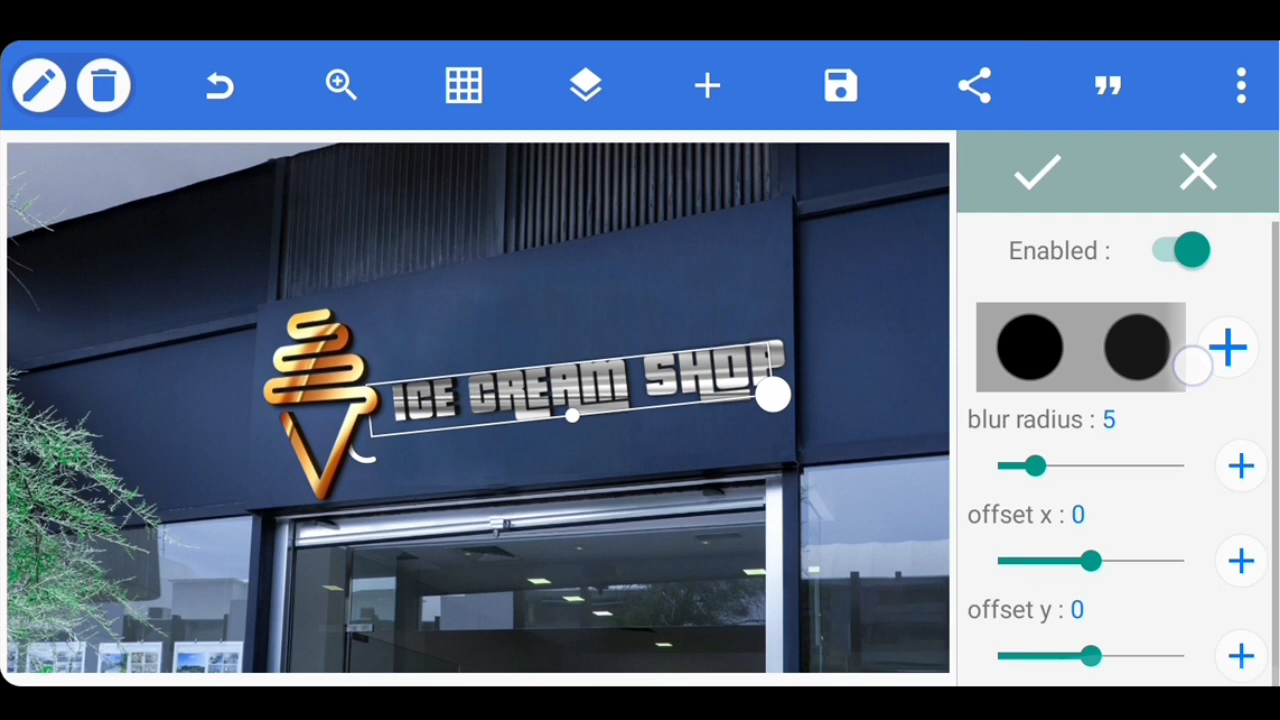 Enabled :
ICE CREAM SHOP
blur radius : 5
offset x : 0
offset y : 0